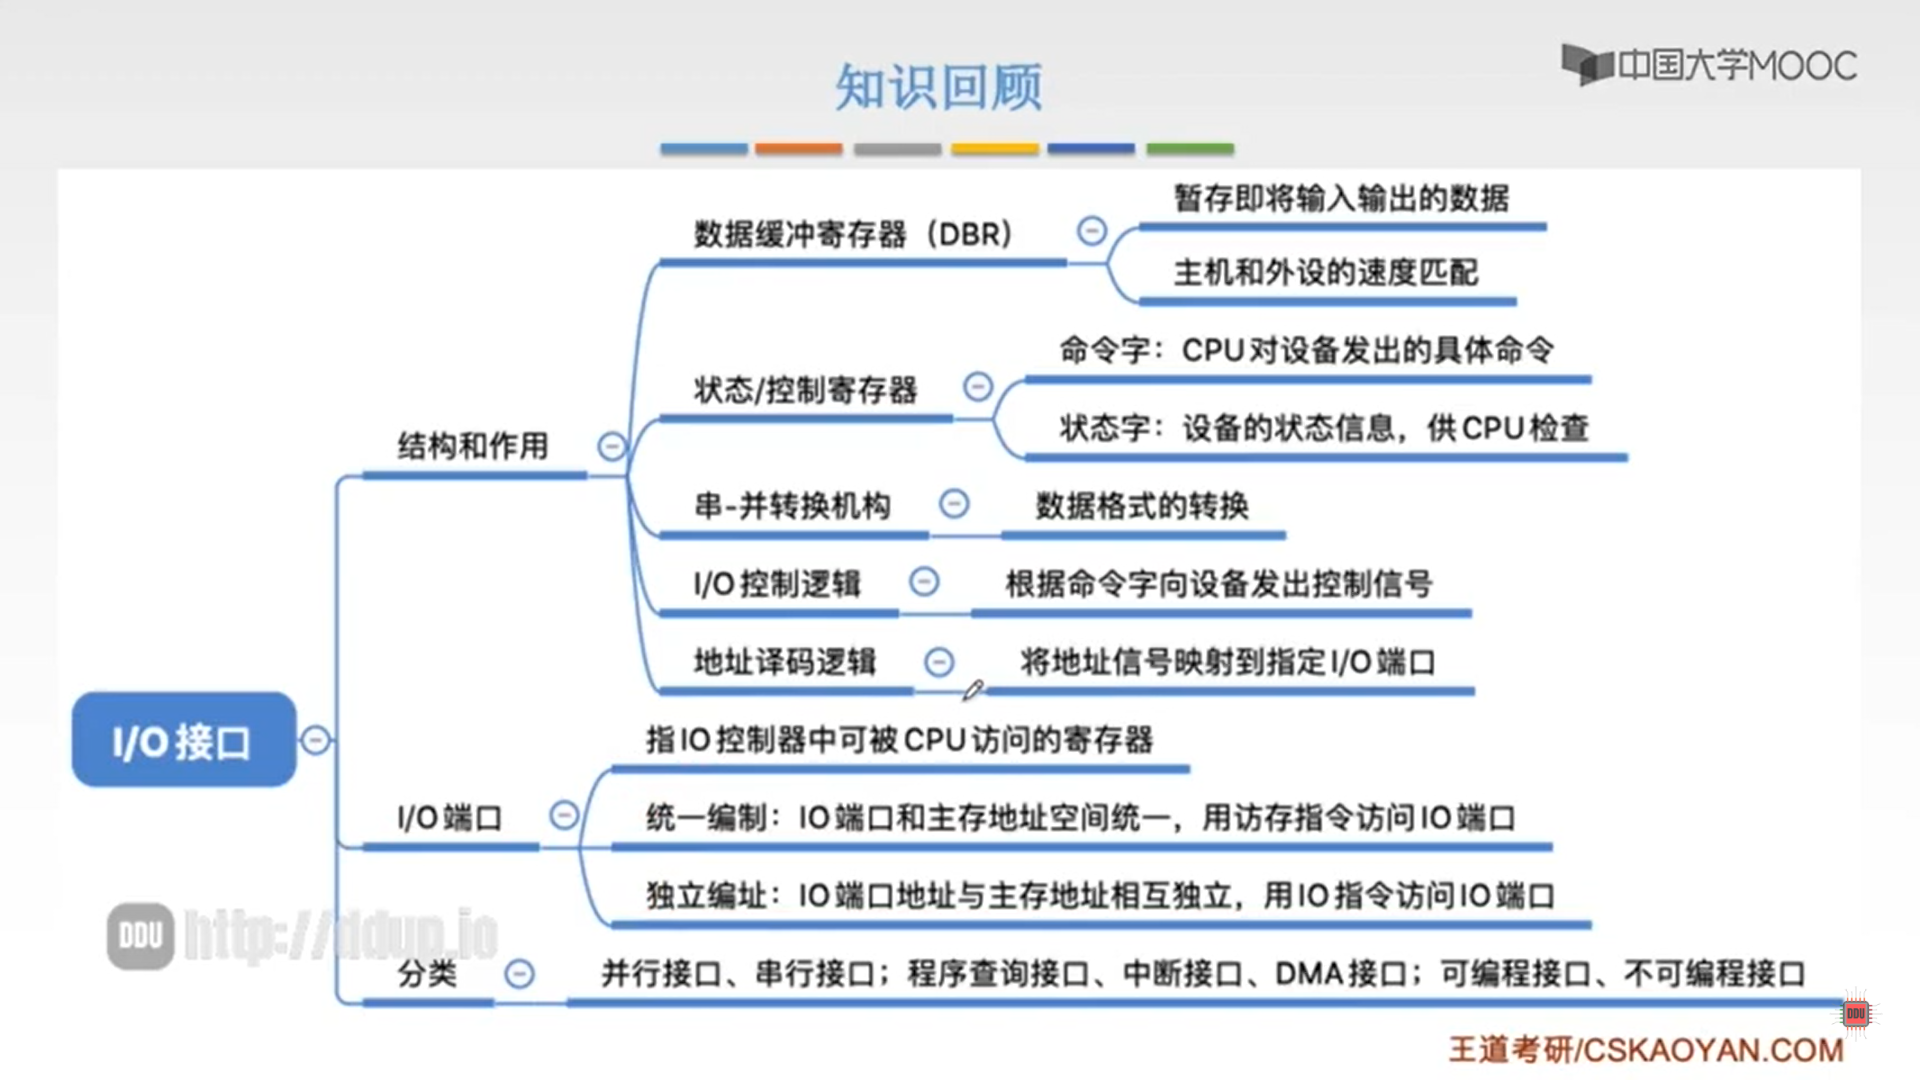 知识回顾
中国大学MOOC
数据缓冲寄存器（DBR）
暂存即将输入输出的数据
主机和外设的速度匹配
状态/控制寄存器
命令字：CPU对设备发出的具体命令
状态字：设备的状态信息，供CPU检查
结构和作用
串-并转换机构
数据格式的转换
I/O控制逻辑
根据命令字向设备发出控制信号
地址译码逻辑
将地址信号映射到指定I/O端口
I/O接口
指IO控制器中可被CPU访问的寄存器
I/O端口
统一编制：IO端口和主存地址空间统一，用访存指令访问IO端口
独立编址：IO端口地址与主存地址相互独立，用IO指令访问IO端口
DDU http://ddup.io
分类
并行接口、串行接口；程序查询接口、中断接口、DMA接口；可编程接口、不可编程接口
DDU
王道考研/CSKAOYAN.COM